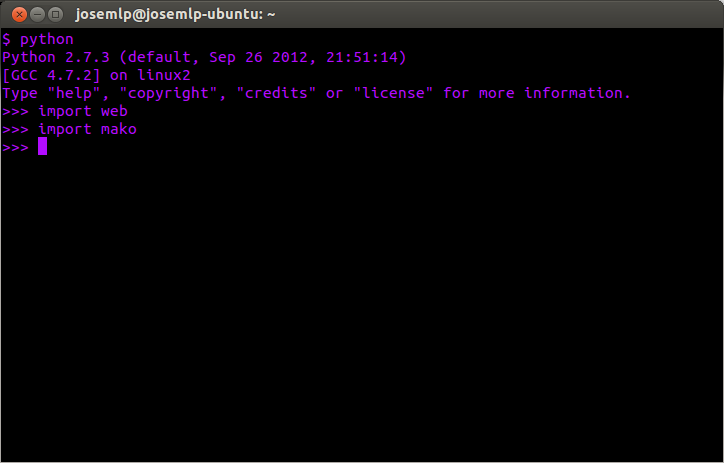 josemlp@josemlp-ubuntu: ~
$ python
Python 2.7.3 (default, Sep 26 2012, 21:51:14)
[GCC 4.7.2] on linux2
Type "help", "copyright", "credits" or "license" for more information.
>>> import web
>>> import mako
>>>